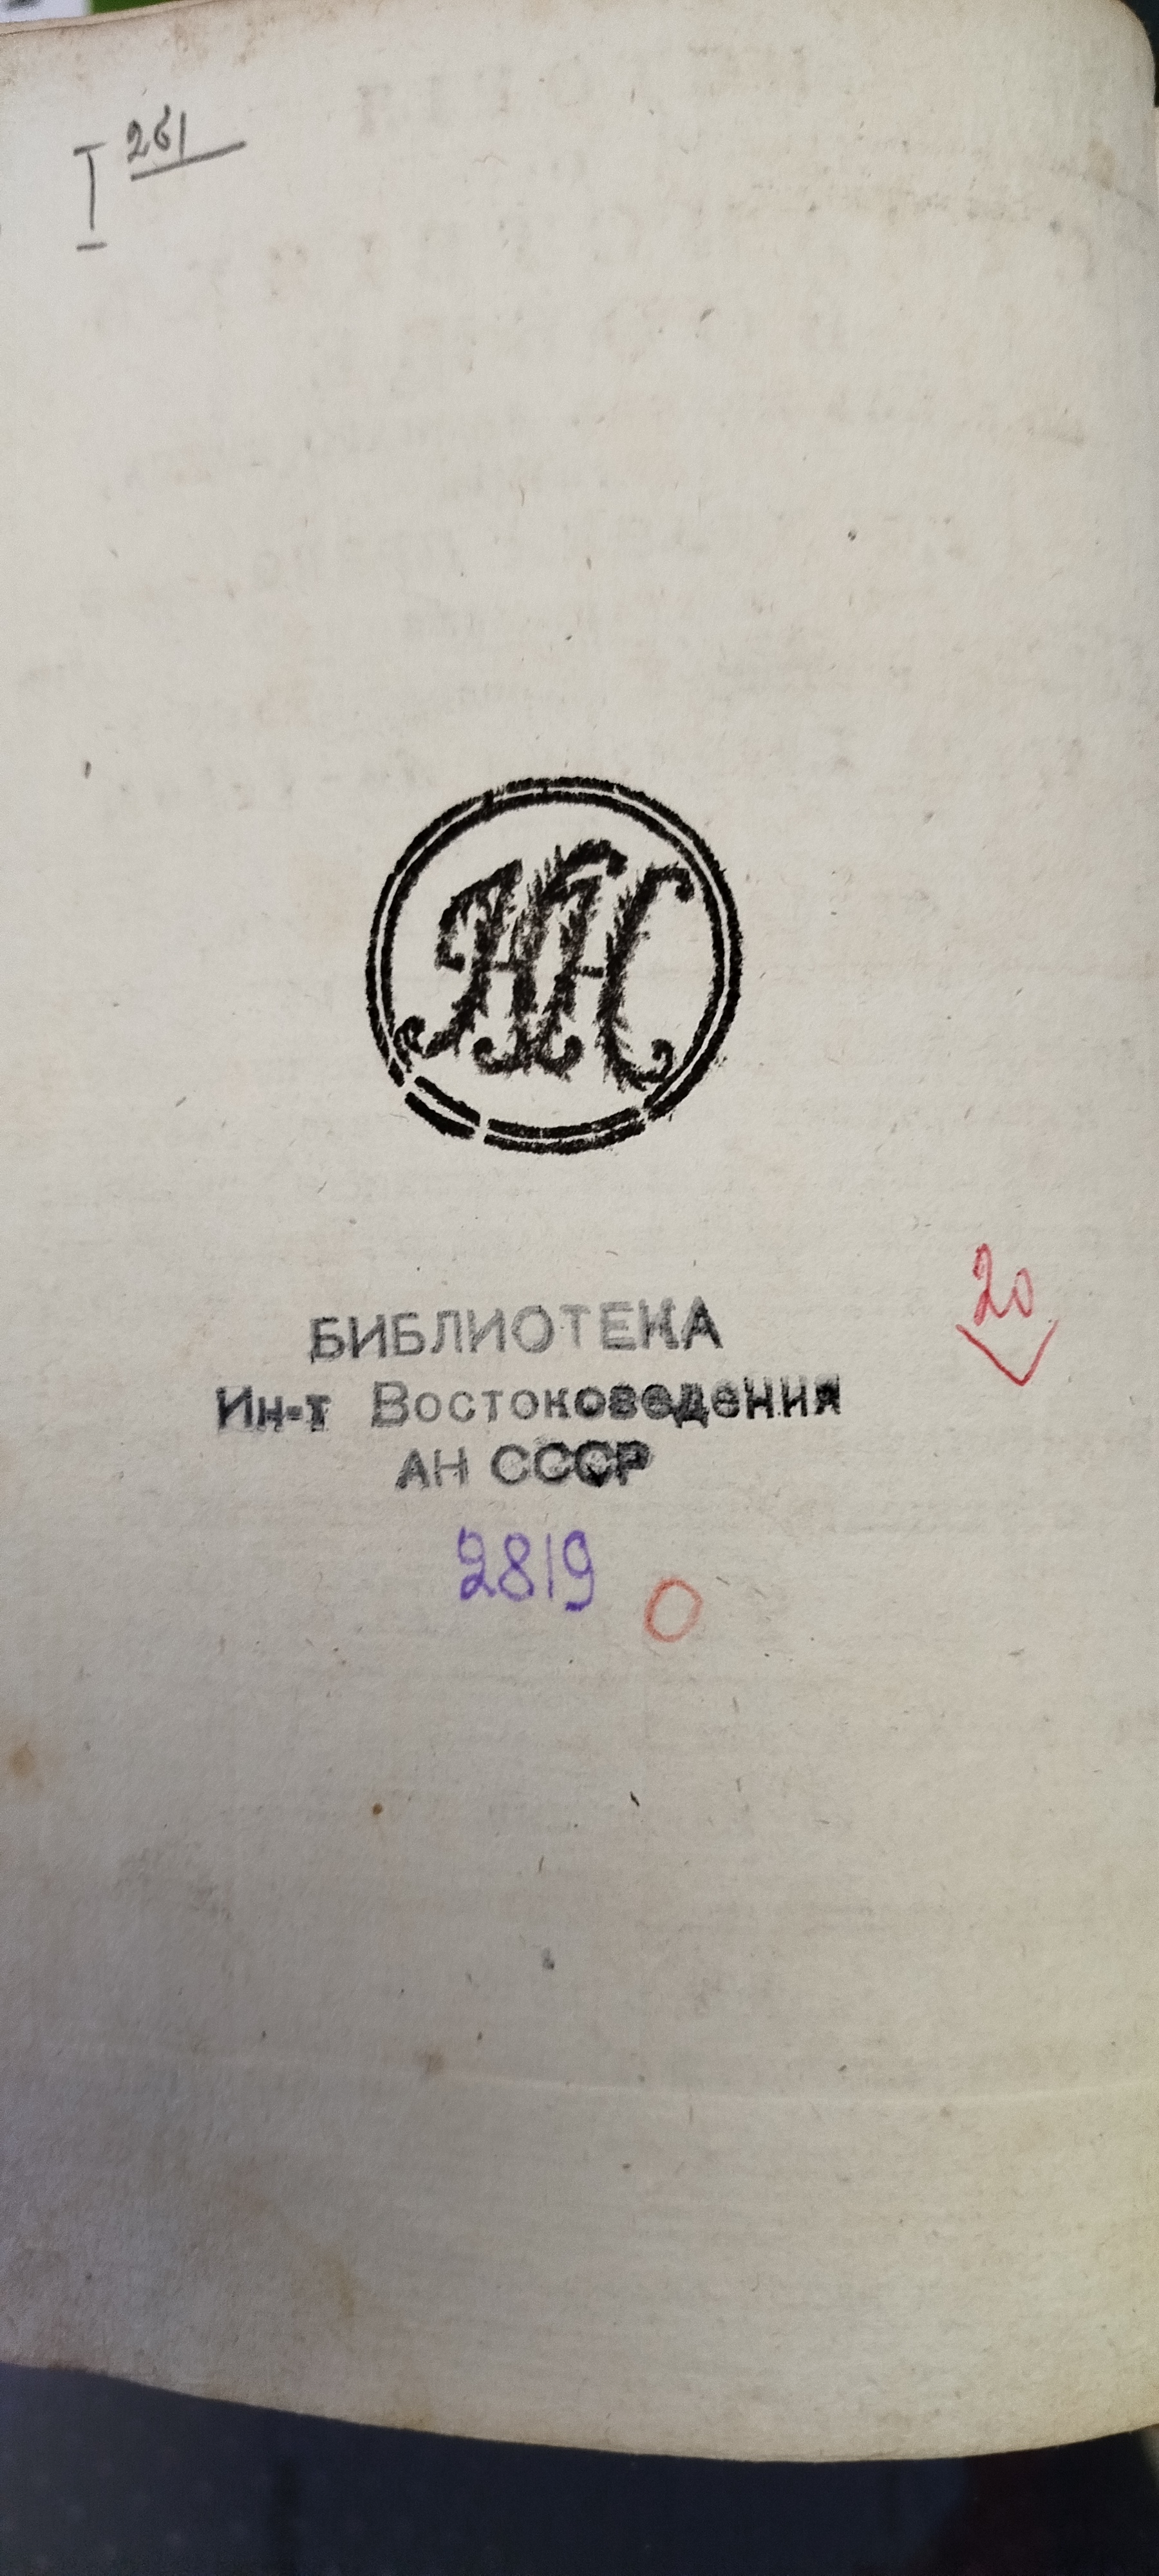 I 261
БИБЛИОТЕКА
Ин-т Востоковедения
АН СССР
20
2819